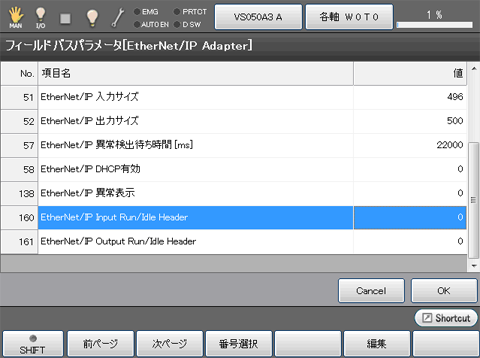 MAN
I/O
EMG
AUTO EN
PRTCT
D SW
VS050A3 A
各軸 W 0 T 0
1 %
フィールドバスパラメータ[EtherNet/IP Adapter]
No. 項目名 値
51 EtherNet/IP 入力サイズ 496
52 EtherNet/IP 出力サイズ 500
57 EtherNet/IP 異常検出待ち時間 [ms] 22000
58 EtherNet/IP DHCP有効 0
138 EtherNet/IP 異常表示 0
160 EtherNet/IP Input Run/Idle Header 0
161 EtherNet/IP Output Run/Idle Header 0
Cancel OK
Shortcut
SHIFT 前ページ 次ページ 番号選択 編集